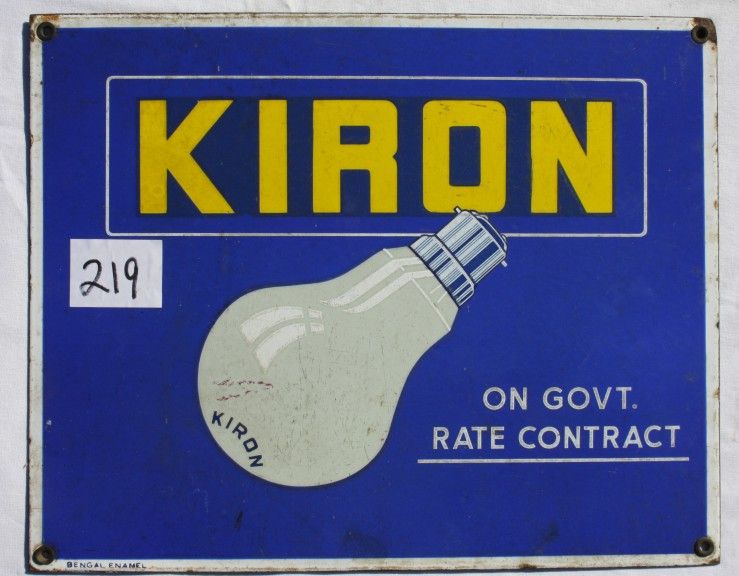 KIRON
219
KIRON
ON GOVT.
RATE CONTRACT
BENGAL ENAMEL